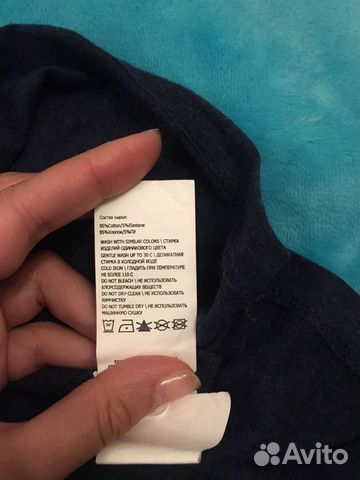 Состав сырья:
95%Cotton/5%Elastane
95%хлопок/5%ПУ
WASH WITH SIMILAR COLORS \ СТИРКА
ИЗДЕЛИЙ ОДИНАКОВОГО ЦВЕТА
GENTLE WASH UP TO 30 C \ ДЕЛИКАТНАЯ
СТИРКА В ХОЛОДНОЙ ВОДЕ
COLD IRON \ ГЛАДИТЬ ПРИ ТЕМПЕРАТУРЕ
НЕ БОЛЕЕ 110 С
DO NOT BLEACH \ НЕ ИСПОЛЬЗОВАТЬ
ХЛОРСОДЕРЖАЩИХ ВЕЩЕСТВ
DO NOT DRY-CLEAN \ НЕ ИСПОЛЬЗОВАТЬ
ХИМЧИСТКУ
DO NOT TUMBLE DRY \ НЕ ИСПОЛЬЗОВАТЬ
МАШИННУЮ СУШКУ
Avito